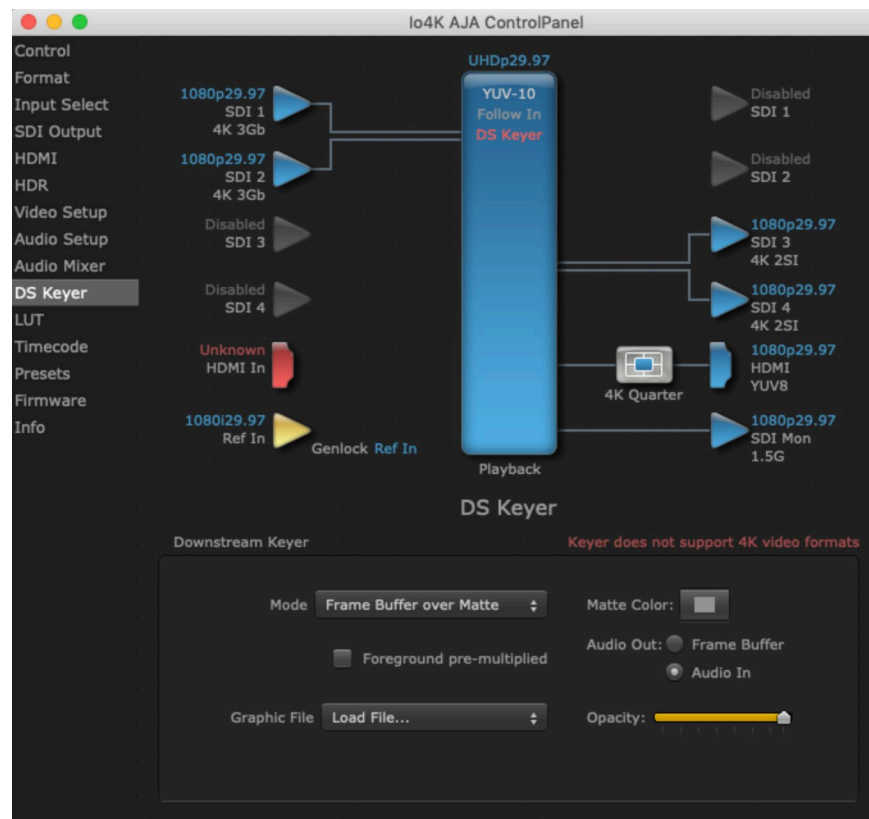 Io4K AJA ControlPanel
Control
Format
Input Select
SDI Output
HDMI
HDR
Video Setup
Audio Setup
Audio Mixer
DS Keyer
LUT
Timecode
Presets
Firmware
Info
1080p29.97
SDI 1
4K 3Gb
1080p29.97
SDI 2
4K 3Gb
Disabled
SDI 3
Disabled
SDI 4
Unknown
HDMI In
1080i29.97
Ref In
Genlock Ref In
UHDp29.97
YUV-10
Follow In
DS Keyer
Playback
Disabled
SDI 1
Disabled
SDI 2
1080p29.97
SDI 3
4K 2SI
1080p29.97
SDI 4
4K 2SI
4K Quarter
1080p29.97
HDMI
YUV8
1080p29.97
SDI Mon
1.5G
DS Keyer
Downstream Keyer
Keyer does not support 4K video formats
Mode Frame Buffer over Matte
Matte Color:
Foreground pre-multiplied
Audio Out: Frame Buffer
Audio In
Graphic File Load File...
Opacity: